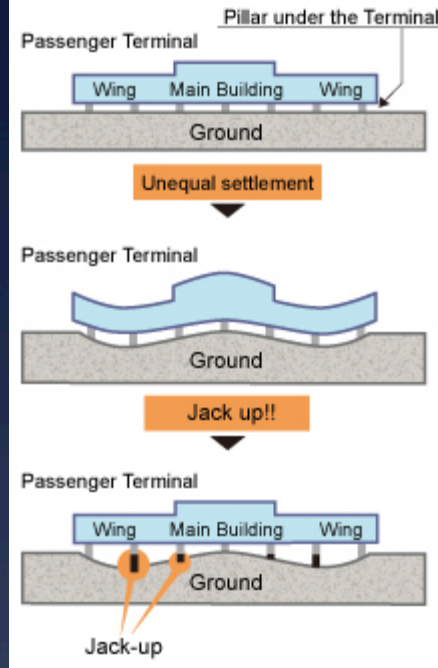 Pillar under the Terminal
Passenger Terminal
Wing Main Building Wing
Ground
Unequal settlement
Passenger Terminal
Ground
Jack up!!
Passenger Terminal
Wing Main Building Wing
Ground
Jack-up